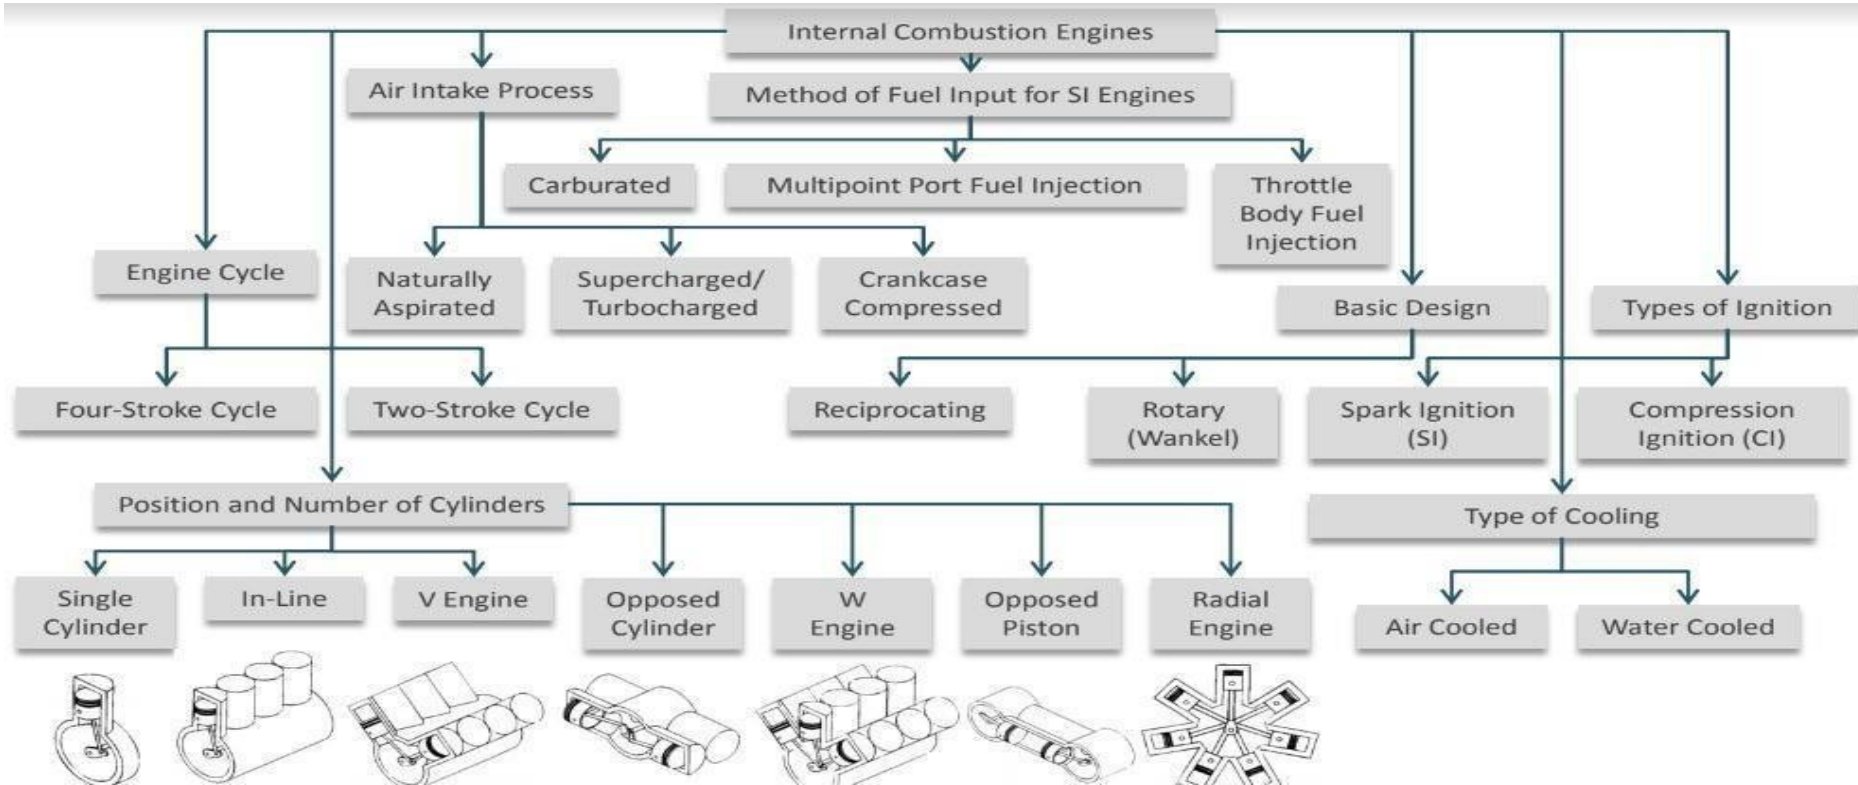 Internal Combustion Engines
Air Intake Process
Method of Fuel Input for SI Engines
Carburated
Multipoint Port Fuel Injection
Throttle
Body Fuel
Injection
Engine Cycle
Naturally
Aspirated
Supercharged/
Turbocharged
Crankcase
Compressed
Basic Design
Types of Ignition
Four-Stroke Cycle
Two-Stroke Cycle
Reciprocating
Rotary
(Wankel)
Spark Ignition
(SI)
Compression
Ignition (CI)
Position and Number of Cylinders
Type of Cooling
Single
Cylinder
In-Line
V Engine
Opposed
Cylinder
W
Engine
Opposed
Piston
Radial
Engine
Air Cooled
Water Cooled